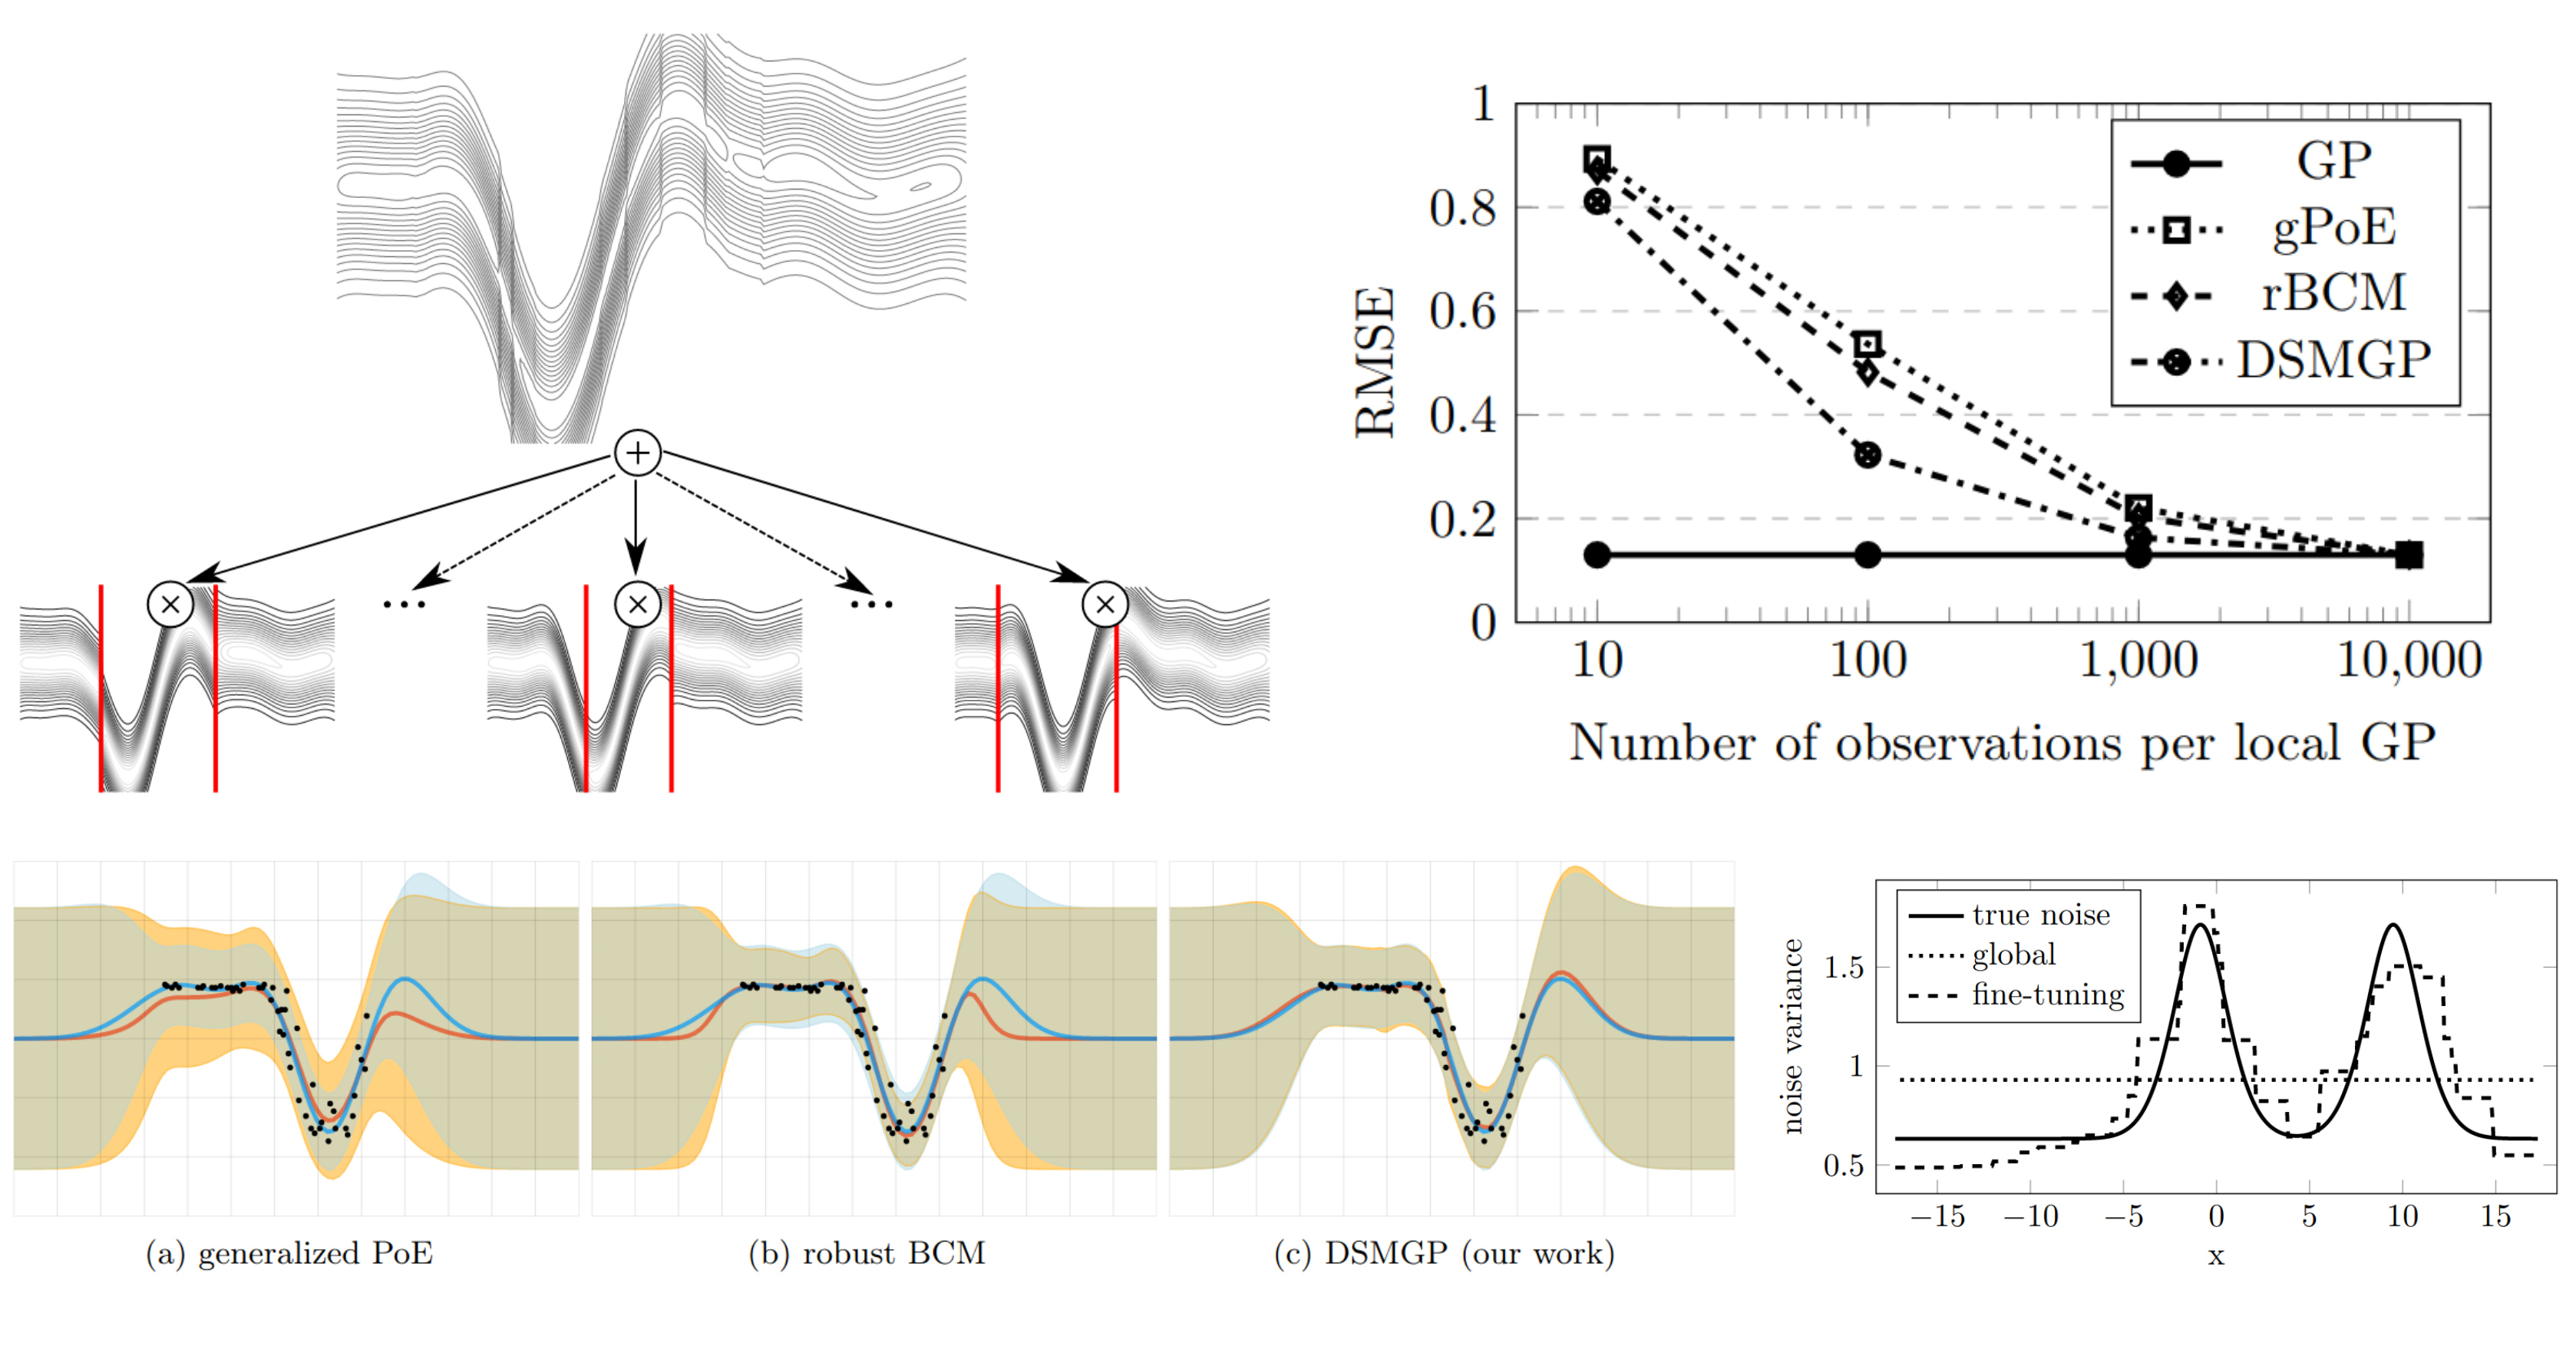 +
×
...
×
...
×
1
0.8
0.6
0.4
0.2
0
RMSE
GP
gPoE
rBCM
DSMGP
10 100 1,000 10,000
Number of observations per local GP
(a) generalized PoE
(b) robust BCM
(c) DSMGP (our work)
true noise
global
fine-tuning
noise variance
1.5
1
0.5
−15 −10 −5 0 5 10 15
x